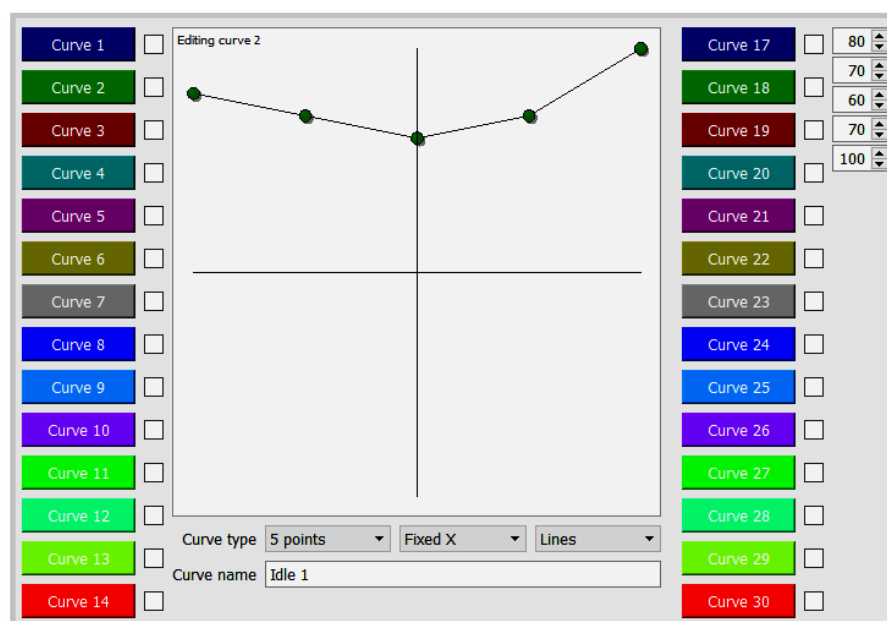 Editing curve 2
Curve 1
Curve 2
Curve 3
Curve 4
Curve 5
Curve 6
Curve 7
Curve 8
Curve 9
Curve 10
Curve 11
Curve 12
Curve 13
Curve 14
Curve type 5 points Fixed X Lines
Curve name Idle 1
Curve 17
Curve 18
Curve 19
Curve 20
Curve 21
Curve 22
Curve 23
Curve 24
Curve 25
Curve 26
Curve 27
Curve 28
Curve 29
Curve 30
80
70
60
70
100